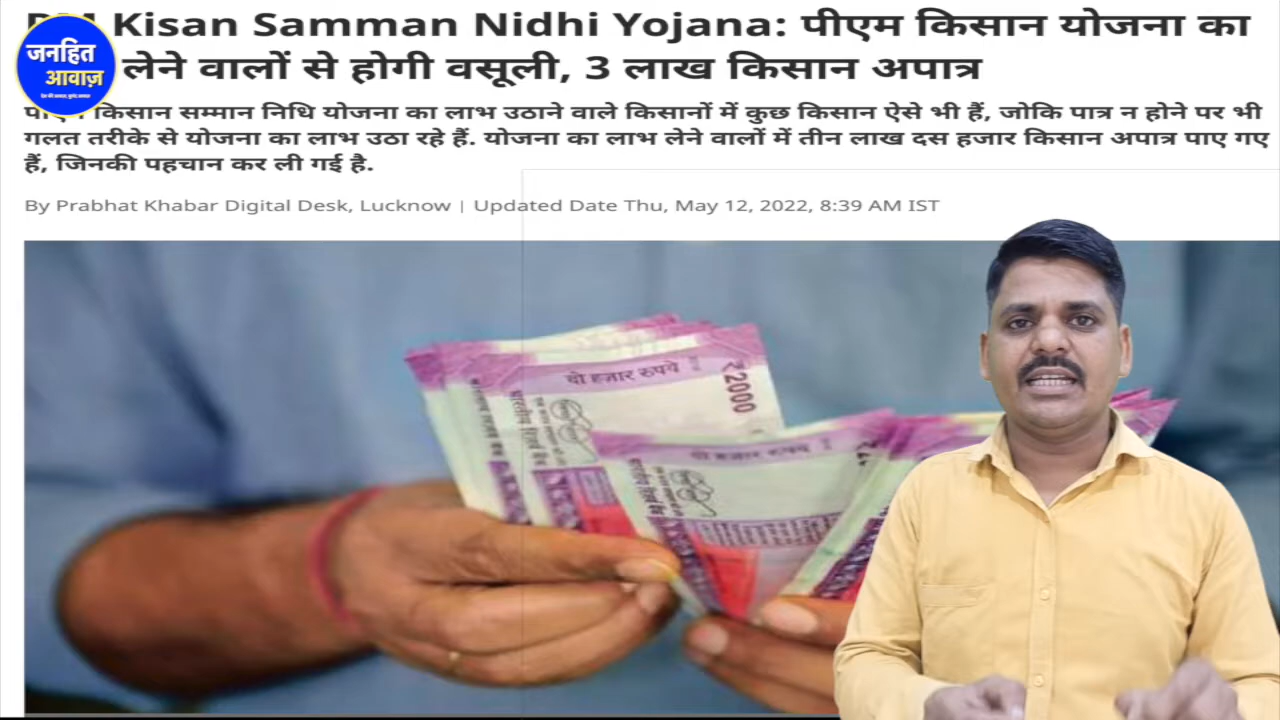 Kisan Samman Nidhi Yojana: पीएम किसान योजना का
जनहित
आवाज़
लेने वालों से होगी वसूली, 3 लाख किसान अपात्र
किसान सम्मान निधि योजना का लाभ उठाने वाले किसानों में कुछ किसान ऐसे भी हैं, जोकि पात्र न होने पर भी
गलत तरीके से योजना का लाभ उठा रहे हैं. योजना का लाभ लेने वालों में तीन लाख दस हजार किसान अपात्र पाए गए
हैं, जिनकी पहचान कर ली गई है.
By Prabhat Khabar Digital Desk, Lucknow | Updated Date Thu, May 12, 2022, 8:39 AM IST
दो हजार रुपये
₹2000
दो हजार रुपये